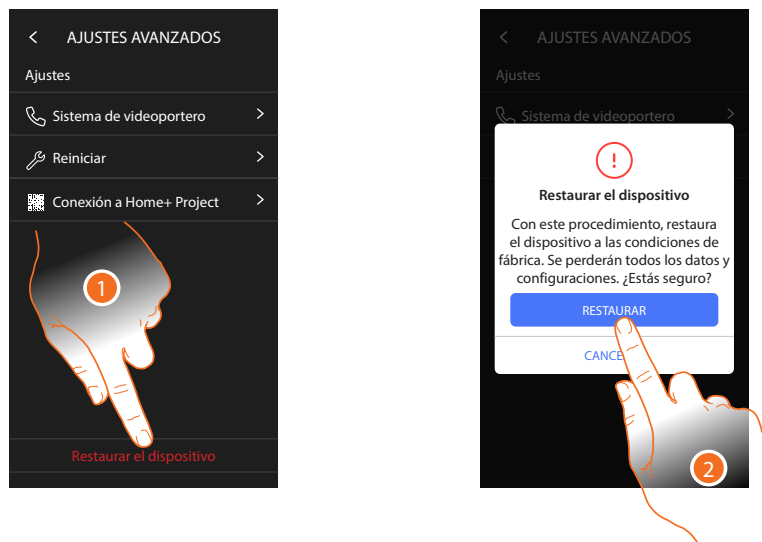 AJUSTES AVANZADOS
Ajustes
Sistema de videoportero
Reiniciar
Conexión a Home+ Project
1
Restaurar el dispositivo
AJUSTES AVANZADOS
Ajustes
Sistema de videoportero
!
Restaurar el dispositivo
Con este procedimiento, restaura
el dispositivo a las condiciones de
fábrica. Se perderán todos los datos y
configuraciones. ¿Estás seguro?
RESTAURAR
CANCE
2